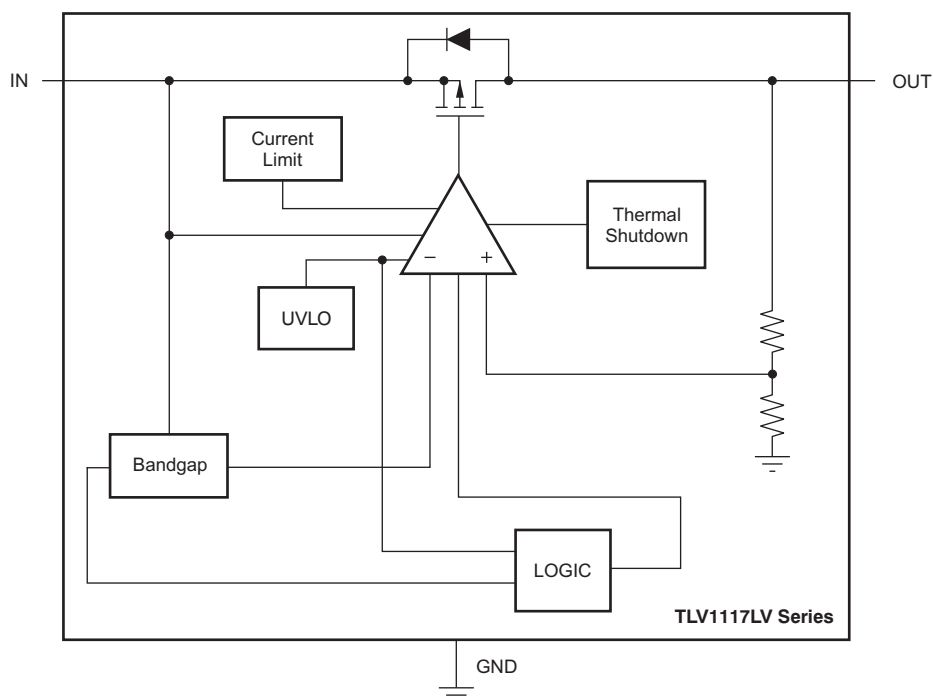 IN
OUT
Current
Limit
Thermal
Shutdown
− +
UVLO
Bandgap
LOGIC
TLV1117LV Series
GND